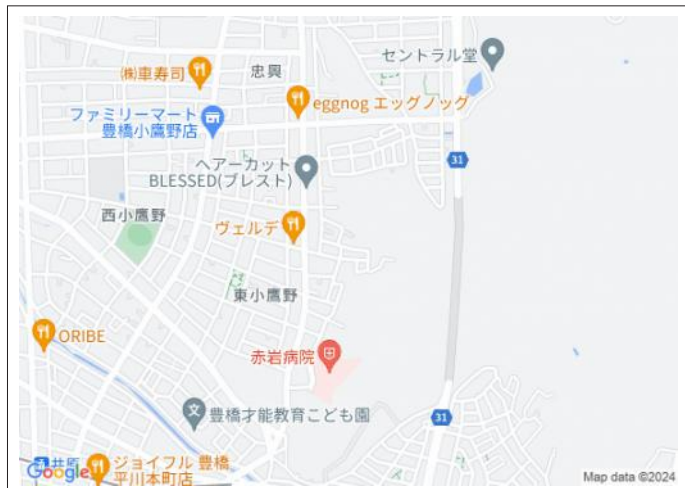 セントラル堂
㈱車寿司
忠興
eggnog エッグノッグ
ファミリーマート
豊橋小鷹野店
31
ヘアーカット
BLESSED(ブレスト)
西小鷹野
ヴェルデ
東小鷹野
ORIBE
赤岩病院
豊橋才能教育こども園
31
井原
ジョイフル 豊橋
平川本町店
Google
Map data ©2024